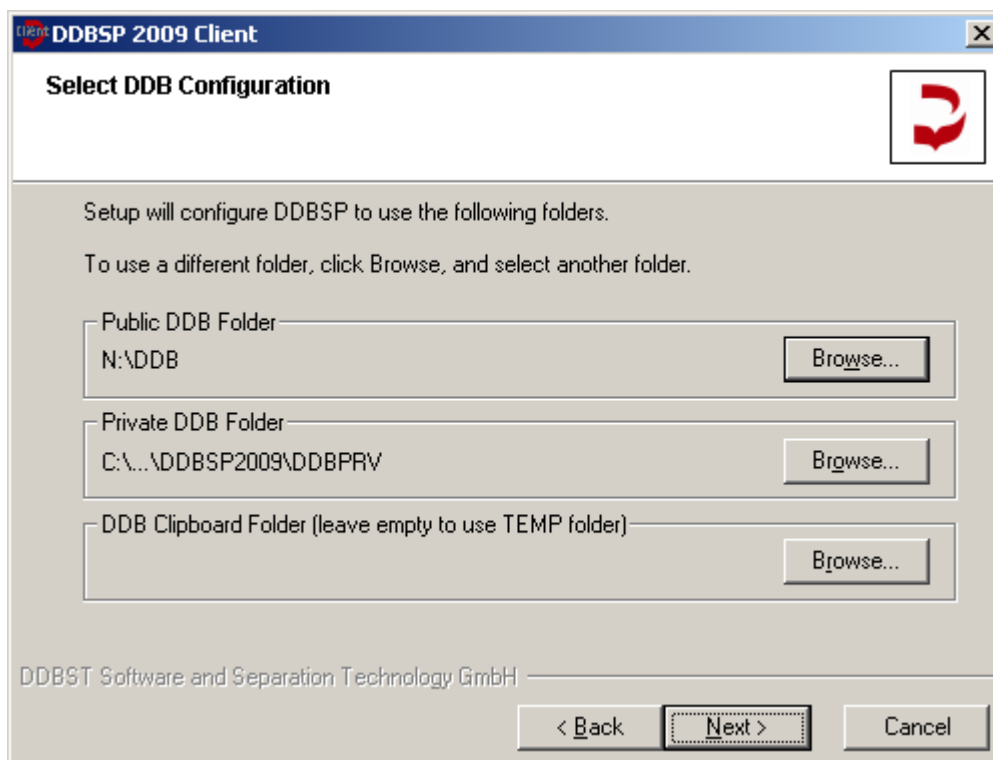 Client DDBSP 2009 Client
Select DDB Configuration
Setup will configure DDBSP to use the following folders.
To use a different folder, click Browse, and select another folder.
Public DDB Folder
N:\DDB
Browse...
Private DDB Folder
C:\...\DDBSP2009\DDBPRV
Browse...
DDB Clipboard Folder (leave empty to use TEMP folder)
Browse...
DDBST Software and Separation Technology GmbH
< Back Next > Cancel